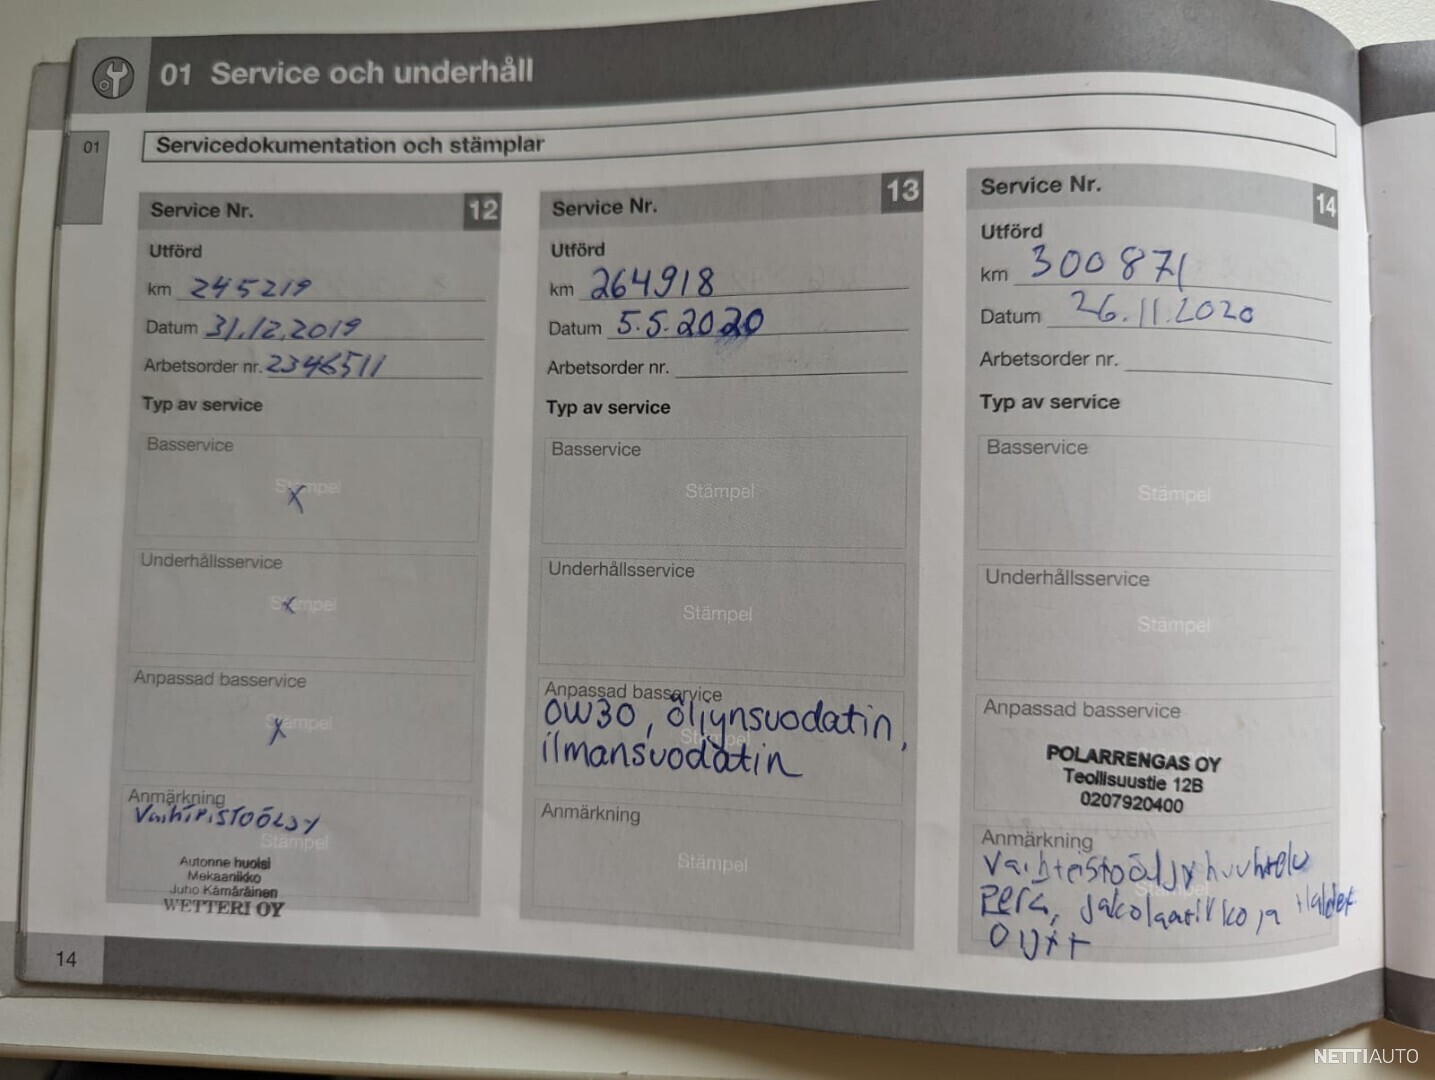 01 Service och underhåll
01
Servicedokumentation och stämplar
Service Nr. 12
Utförd
km 245219
Datum 31.12.2019
Arbetsorder nr. 2346511
Typ av service
Basservice
Stämpel
x
Underhållsservice
Stämpel
x
Anpassad basservice
Stämpel
x
Anmärkning
Stämpel
Autonne huolsi
Mekaanikko
Juho Kämäräinen
WETTERI OY
Service Nr. 13
Utförd
km 264918
Datum 5.5.2020
Arbetsorder nr.
Typ av service
Basservice
Stämpel
Underhållsservice
Stämpel
Anpassad basservice
Stämpel
0W30, öljynsuodatin,
ilmansuodatin
Anmärkning
Stämpel
Service Nr. 14
Utförd
km 300871
Datum 26.11.2020
Arbetsorder nr.
Typ av service
Basservice
Stämpel
Underhållsservice
Stämpel
Anpassad basservice
POLARRENGAS OY
Teollisuustie 12B
0207920400
Anmärkning
Vaihteistoöljyhuuhtelu
Pera, jakolaatikko ja
14
NETTIAUTO